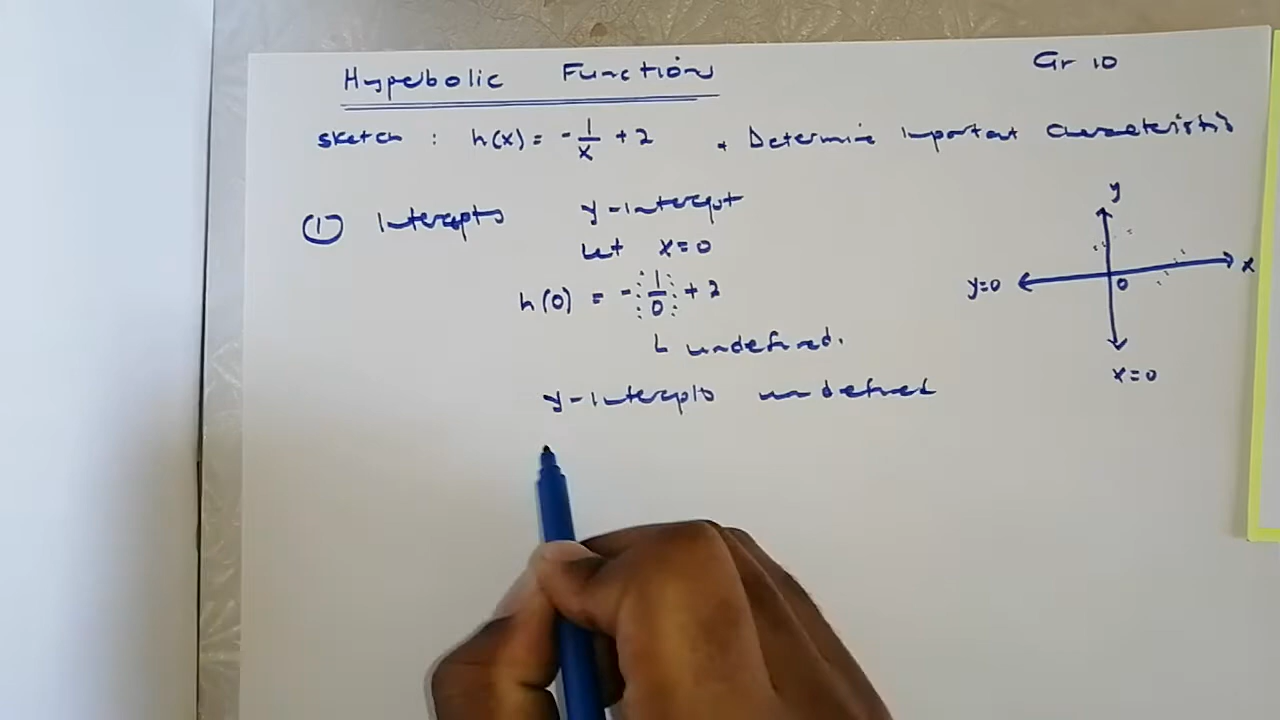 Hyperbolic Function
Gr 10
sketch : h(x) = -1/x + 2 * Determine important characteristics
① Intercepts
y-intercept
Let x=0
h(0) = -1/0 + 2
undefined.
y-intercepts undefined
y
x
y=0
0
x=0